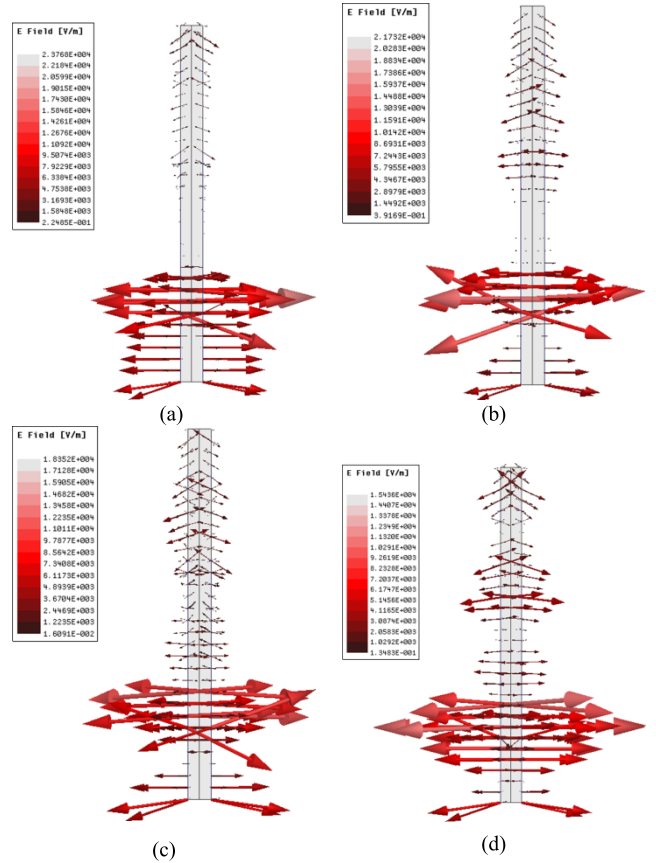 E Field [V/m]
2.3768E+004
2.2184E+004
2.0599E+004
1.9015E+004
1.7430E+004
1.5846E+004
1.4261E+004
1.2676E+004
1.1092E+004
9.5074E+003
7.9229E+003
6.3384E+003
4.7538E+003
3.1693E+003
1.5848E+003
2.2485E-001
(a)
E Field [V/m]
2.1732E+004
2.0283E+004
1.8834E+004
1.7386E+004
1.5937E+004
1.4488E+004
1.3039E+004
1.1591E+004
1.0142E+004
8.6931E+003
7.2443E+003
5.7955E+003
4.3467E+003
2.8979E+003
1.4492E+003
3.9169E-001
(b)
E Field [V/m]
1.8352E+004
1.7128E+004
1.5905E+004
1.4682E+004
1.3458E+004
1.2235E+004
1.1011E+004
9.7877E+003
8.5642E+003
7.3408E+003
6.1173E+003
4.8939E+003
3.6704E+003
2.4469E+003
1.2235E+003
1.6091E-002
(c)
E Field [V/m]
1.5436E+004
1.4407E+004
1.3378E+004
1.2349E+004
1.1320E+004
1.0291E+004
9.2619E+003
8.2328E+003
7.2037E+003
6.1747E+003
5.1456E+003
4.1165E+003
3.0874E+003
2.0583E+003
1.0292E+003
1.3483E-001
(d)